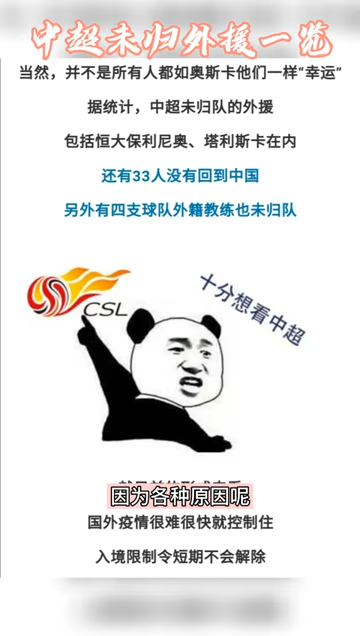 中超未归外援一览
当然，并不是所有人都如奥斯卡他们一样“幸运”
据统计，中超未归队的外援
包括恒大保利尼奥、塔利斯卡在内
还有33人没有回到中国
另外有四支球队外籍教练也未归队
CSL
十分想看中超
因为各种原因呢
国外疫情很难很快就控制住
入境限制令短期不会解除